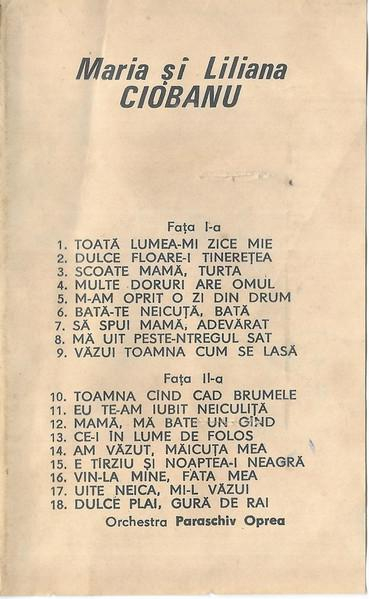 Maria și Liliana
CIOBANU
Fața I-a
1. TOATĂ LUMEA-MI ZICE MIE
2. DULCE FLOARE-I TINEREȚEA
3. SCOATE MAMĂ, TURTA
4. MULTE DORURI ARE OMUL
5. M-AM OPRIT O ZI DIN DRUM
6. BATĂ-TE NEICUȚĂ, BATĂ
7. SĂ SPUI MAMĂ, ADEVĂRAT
8. MĂ UIT PESTE-NTREGUL SAT
9. VĂZUI TOAMNA CUM SE LASĂ
Fața II-a
10. TOAMNA CÎND CAD BRUMELE
11. EU TE-AM IUBIT NEICULIȚĂ
12. MAMĂ, MĂ BATE UN GÎND
13. CE-I ÎN LUME DE FOLOS
14. AM VĂZUT, MĂICUȚA MEA
15. E TÎRZIU ȘI NOAPTEA-I NEAGRĂ
16. VIN-LA MINE, FATA MEA
17. UITE NEICA, MI-L VĂZUI
18. DULCE PLAI, GURĂ DE RAI
Orchestra Paraschiv Oprea